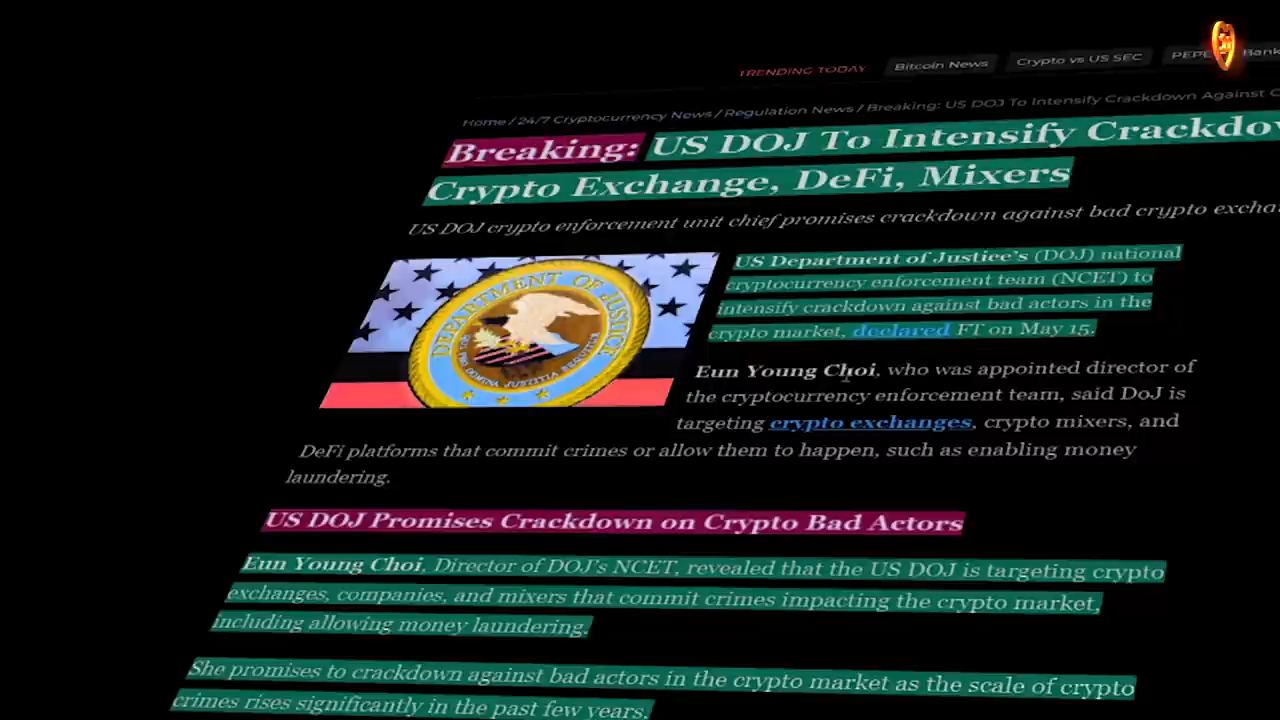 TRENDING TODAY Bitcoin News Crypto vs US SEC PEPE Bank
Home / 24/7 Cryptocurrency News / Regulation News / Breaking: US DOJ To Intensify Crackdown Against C
Breaking: US DOJ To Intensify Crackdow
Crypto Exchange, DeFi, Mixers
US DOJ crypto enforcement unit chief promises crackdown against bad crypto excha
DEPARTMENT OF JUSTICE
DOMINA JUSTITIA
US Department of Justice's (DOJ) national
cryptocurrency enforcement team (NCET) to
intensify crackdown against bad actors in the
crypto market, declared FT on May 15.
Eun Young Choi, who was appointed director of
the cryptocurrency enforcement team, said DoJ is
targeting crypto exchanges, crypto mixers, and
DeFi platforms that commit crimes or allow them to happen, such as enabling money
laundering.
US DOJ Promises Crackdown on Crypto Bad Actors
Eun Young Choi, Director of DOJ's NCET, revealed that the US DOJ is targeting crypto
exchanges, companies, and mixers that commit crimes impacting the crypto market,
including allowing money laundering.
She promises to crackdown against bad actors in the crypto market as the scale of crypto
crimes rises significantly in the past few years.